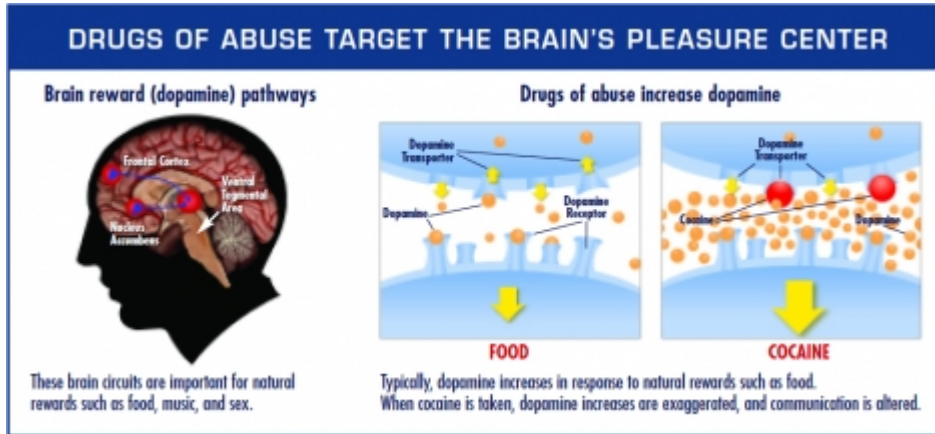 DRUGS OF ABUSE TARGET THE BRAIN'S PLEASURE CENTER
Brain reward (dopamine) pathways
Frontal Cortex
Ventral
Tegmental
Area
Nucleus
Accumbens
These brain circuits are important for natural
rewards such as food, music, and sex.
Drugs of abuse increase dopamine
Dopamine
Transporter
Dopamine
Dopamine
Receptor
FOOD
Dopamine
Transporter
Cocaine
Dopamine
COCAINE
Typically, dopamine increases in response to natural rewards such as food.
When cocaine is taken, dopamine increases are exaggerated, and communication is altered.